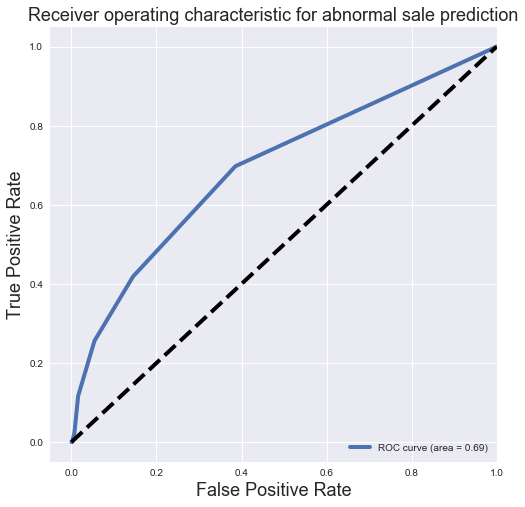 Receiver operating characteristic for abnormal sale prediction
True Positive Rate
1.0
0.8
0.6
0.4
0.2
0.0
ROC curve (area = 0.69)
0.0 0.2 0.4 0.6 0.8 1.0
False Positive Rate